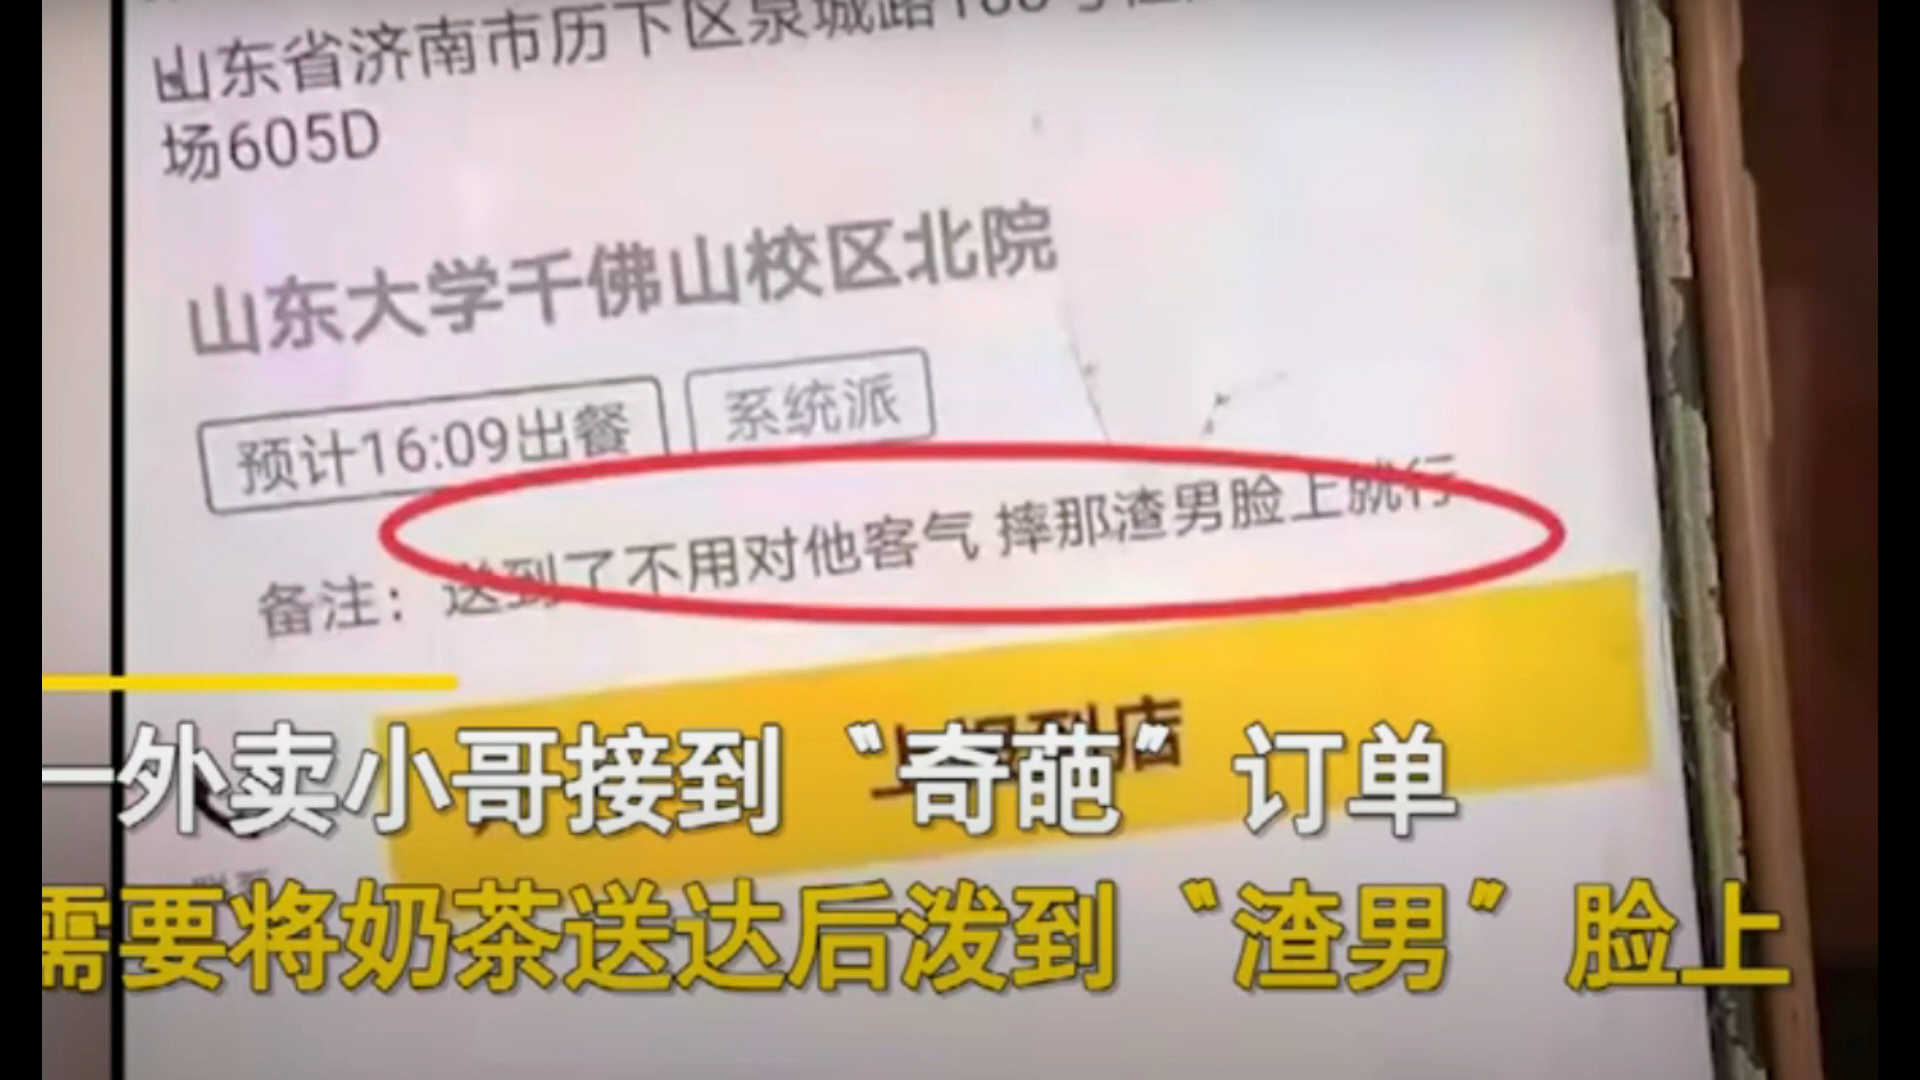 山东省济南市历下区泉城路
场605D
山东大学千佛山校区北院
预计16:09出餐
系统派
备注：送到了不用对他客气 摔那渣男脸上就行
店
一外卖小哥接到“奇葩”订单
需要将奶茶送达后泼到“渣男”脸上